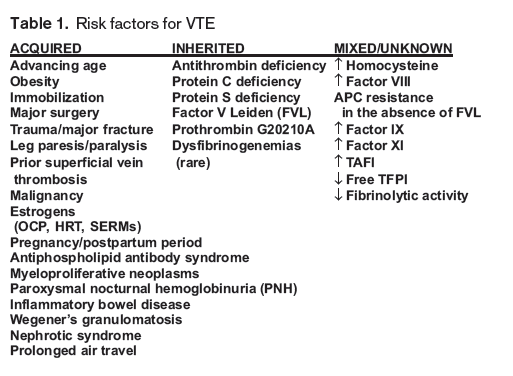 Table 1. Risk factors for VTE
ACQUIRED INHERITED MIXED/UNKNOWN
Advancing age Antithrombin deficiency ↑ Homocysteine
Obesity Protein C deficiency ↑ Factor VIII
Immobilization Protein S deficiency APC resistance
Major surgery Factor V Leiden (FVL) in the absence of FVL
Trauma/major fracture Prothrombin G20210A ↑ Factor IX
Leg paresis/paralysis Dysfibrinogenemias ↑ Factor XI
Prior superficial vein (rare) ↑ TAFI
thrombosis ↓ Free TFPI
Malignancy ↓ Fibrinolytic activity
Estrogens
(OCP, HRT, SERMs)
Pregnancy/postpartum period
Antiphospholipid antibody syndrome
Myeloproliferative neoplasms
Paroxysmal nocturnal hemoglobinuria (PNH)
Inflammatory bowel disease
Wegener's granulomatosis
Nephrotic syndrome
Prolonged air travel